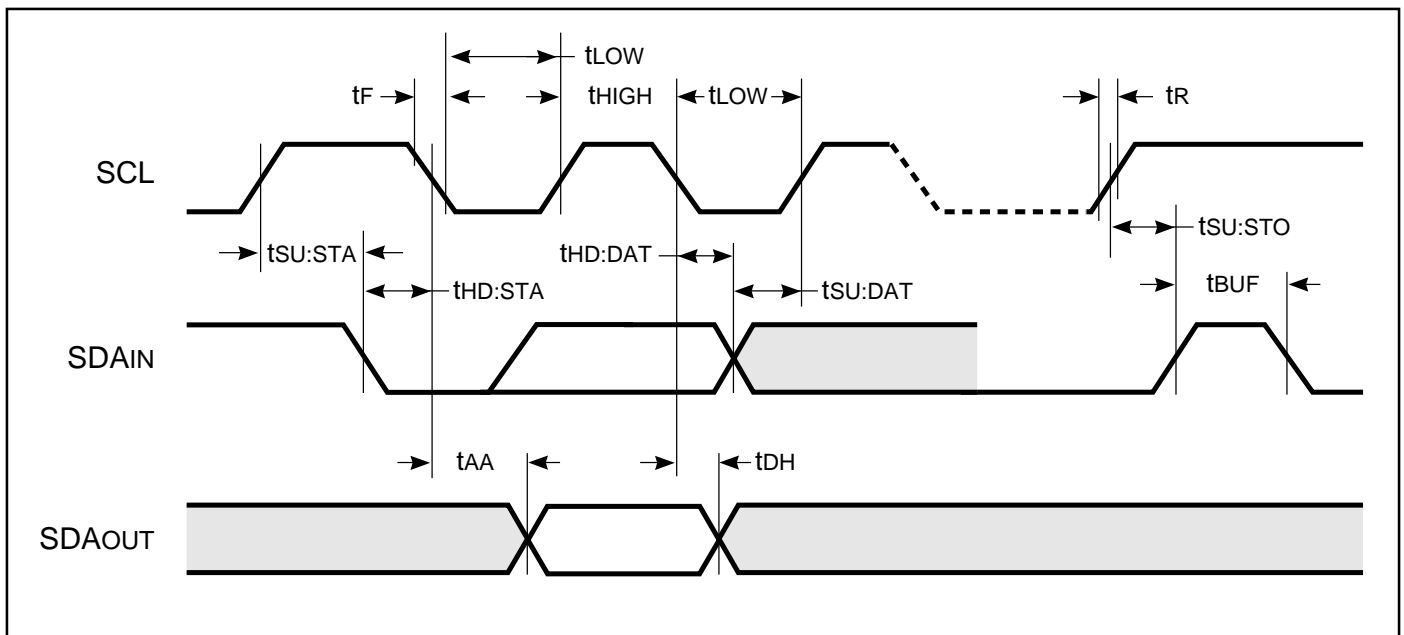 tLOW
tF
tHIGH
tLOW
tR
SCL
tSU:STA
tHD:DAT
tSU:STO
tHD:STA
tSU:DAT
tBUF
SDAIN
tAA
tDH
SDAOUT